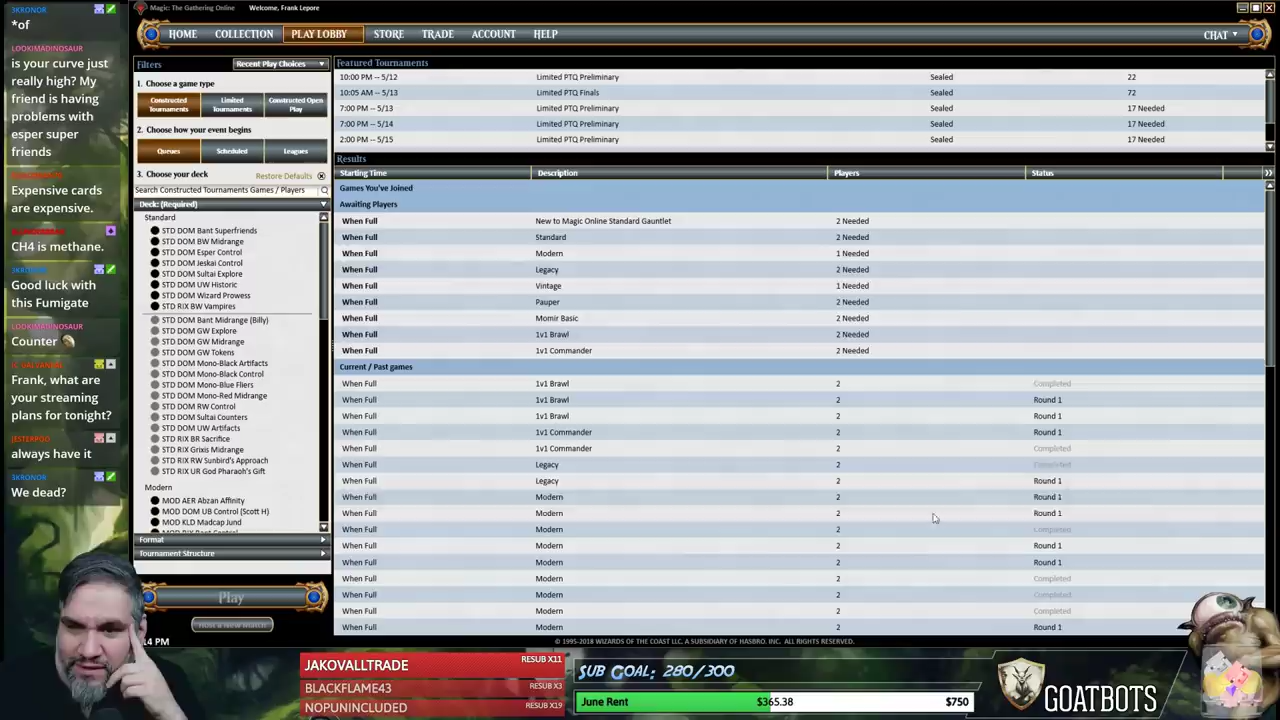 3KRONOR
*of
LOOKIMADINOSAUR
is your curve just
really high? My
friend is having
problems with
esper super
friends
Expensive cards
are expensive.
CH4 is methane.
3KRONOR
Good luck with
this Fumigate
LOOKIMADINOSAUR
Counter
Frank, what are
your streaming
plans for tonight?
JESTERPOD
always have it
3KRONOR
We dead?
Magic: The Gathering Online
Welcome, Frank Lepore
HOME
COLLECTION
PLAY LOBBY
STORE
TRADE
ACCOUNT
HELP
CHAT
Filters
Recent Play Choices
1. Choose a game type
Constructed Tournaments
Limited Tournaments
Constructed Open Play
2. Choose how your event begins
Queues
Scheduled
Leagues
3. Choose your deck
Restore Defaults
Search Constructed Tournaments Games / Players
Deck: (Required)
Standard
STD DOM Bant Superfriends
STD DOM BW Midrange
STD DOM Esper Control
STD DOM Jeskai Control
STD DOM Sultai Explore
STD DOM UW Historic
STD DOM Wizard Prowess
STD RIX BW Vampires
STD DOM Bant Midrange (Billy)
STD DOM GW Explore
STD DOM GW Midrange
STD DOM GW Tokens
STD DOM Mono-Black Artifacts
STD DOM Mono-Black Control
STD DOM Mono-Blue Fliers
STD DOM Mono-Red Midrange
STD DOM RW Control
STD DOM Sultai Counters
STD DOM UW Artifacts
STD RIX BR Sacrifice
STD RIX Grixis Midrange
STD RIX RW Sunbird's Approach
STD RIX UR God Pharaoh's Gift
Modern
MOD AER Abzan Affinity
MOD DOM UB Control (Scott H)
MOD KLD Madcap Jund
Format
Tournament Structure
Play
Host a New Match
14 PM
Featured Tournaments
10:00 PM -- 5/12 Limited PTQ Preliminary Sealed 22
10:05 AM -- 5/13 Limited PTQ Finals Sealed 72
7:00 PM -- 5/13 Limited PTQ Preliminary Sealed 17 Needed
7:00 PM -- 5/14 Limited PTQ Preliminary Sealed 17 Needed
2:00 PM -- 5/15 Limited PTQ Preliminary Sealed 17 Needed
Results
Starting Time Description Players Status
Games You've Joined
Awaiting Players
When Full New to Magic Online Standard Gauntlet 2 Needed
When Full Standard 2 Needed
When Full Modern 1 Needed
When Full Legacy 2 Needed
When Full Vintage 1 Needed
When Full Pauper 2 Needed
When Full Momir Basic 2 Needed
When Full 1v1 Brawl 2 Needed
When Full 1v1 Commander 2 Needed
Current / Past games
When Full 1v1 Brawl 2 Completed
When Full 1v1 Brawl 2 Round 1
When Full 1v1 Brawl 2 Round 1
When Full 1v1 Commander 2 Round 1
When Full 1v1 Commander 2 Completed
When Full Legacy 2 Completed
When Full Legacy 2 Round 1
When Full Modern 2 Round 1
When Full Modern 2 Round 1
When Full Modern 2 Completed
When Full Modern 2 Round 1
When Full Modern 2 Round 1
When Full Modern 2 Completed
When Full Modern 2 Completed
When Full Modern 2 Completed
When Full Modern 2 Round 1
© 1995-2018 WIZARDS OF THE COAST LLC, A SUBSIDIARY OF HASBRO, INC. ALL RIGHTS RESERVED.
JAKOVALLTRADE RESUB X11
BLACKFLAME43 RESUB X3
NOPUNINCLUDED RESUB X19
SUB GOAL: 280/300
June Rent $365.38 $750
GOATBOTS